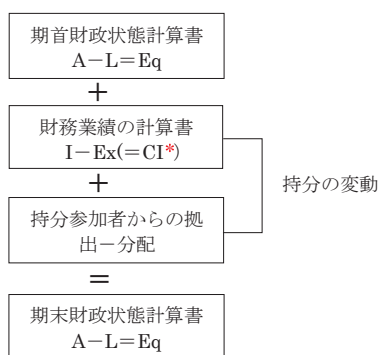 期首財政状態計算書
A－L＝Eq
＋
財務業績の計算書
I－Ex(＝CI*)
＋
持分の変動
持分参加者からの拠
出－分配
＝
期末財政状態計算書
A－L＝Eq